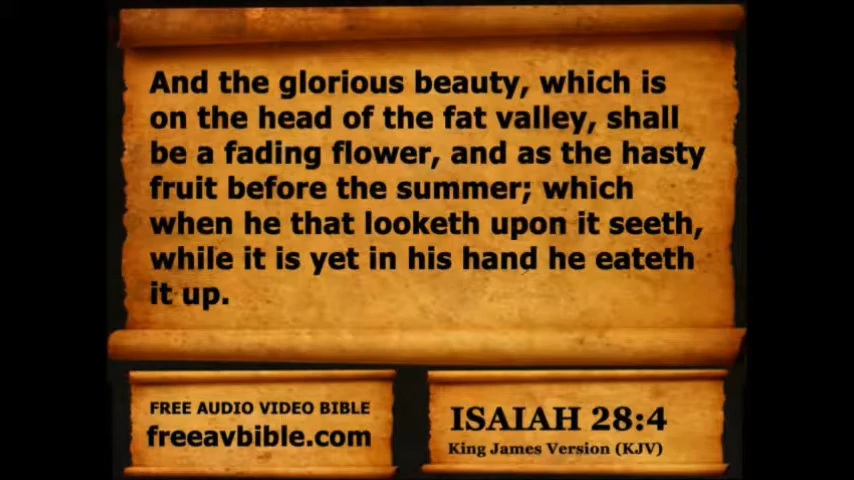 And the glorious beauty, which is
on the head of the fat valley, shall
be a fading flower, and as the hasty
fruit before the summer; which
when he that looketh upon it seeth,
while it is yet in his hand he eateth
it up.
FREE AUDIO VIDEO BIBLE
freeavbible.com
ISAIAH 28:4
King James Version (KJV)